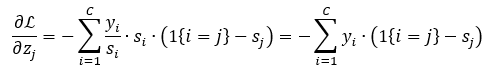 ∂ℒ/∂z_j = −∑_{i=1}^{C} y_i/s_i · s_i · (1{i = j} − s_j) = −∑_{i=1}^{C} y_i · (1{i = j} − s_j)